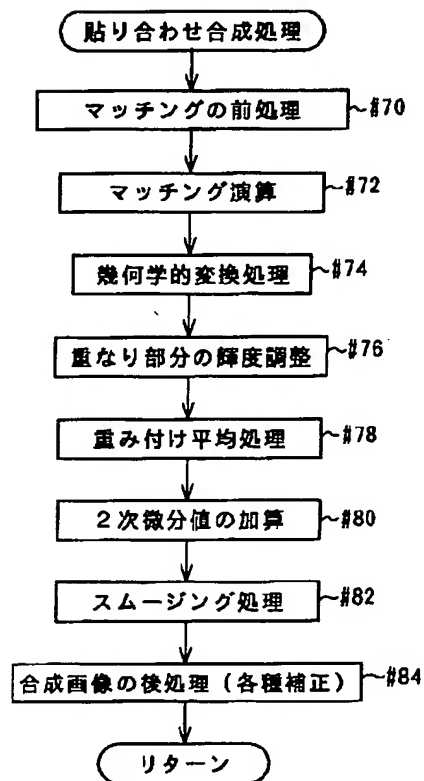 貼り合わせ合成処理
マッチングの前処理 #70
マッチング演算 #72
幾何学的変換処理 #74
重なり部分の輝度調整 #76
重み付け平均処理 #78
2次微分値の加算 #80
スムージング処理 #82
合成画像の後処理（各種補正） #84
リターン